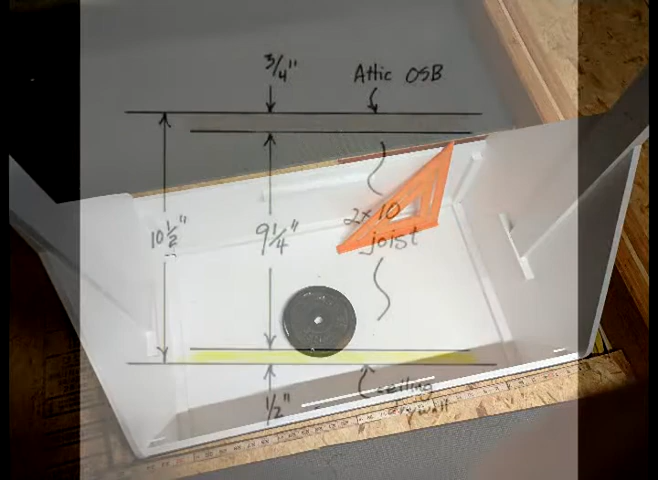 3/4"
Attic OSB
10 1/2"
9 1/4"
2x10
joist
1/2"
ceiling
drywall